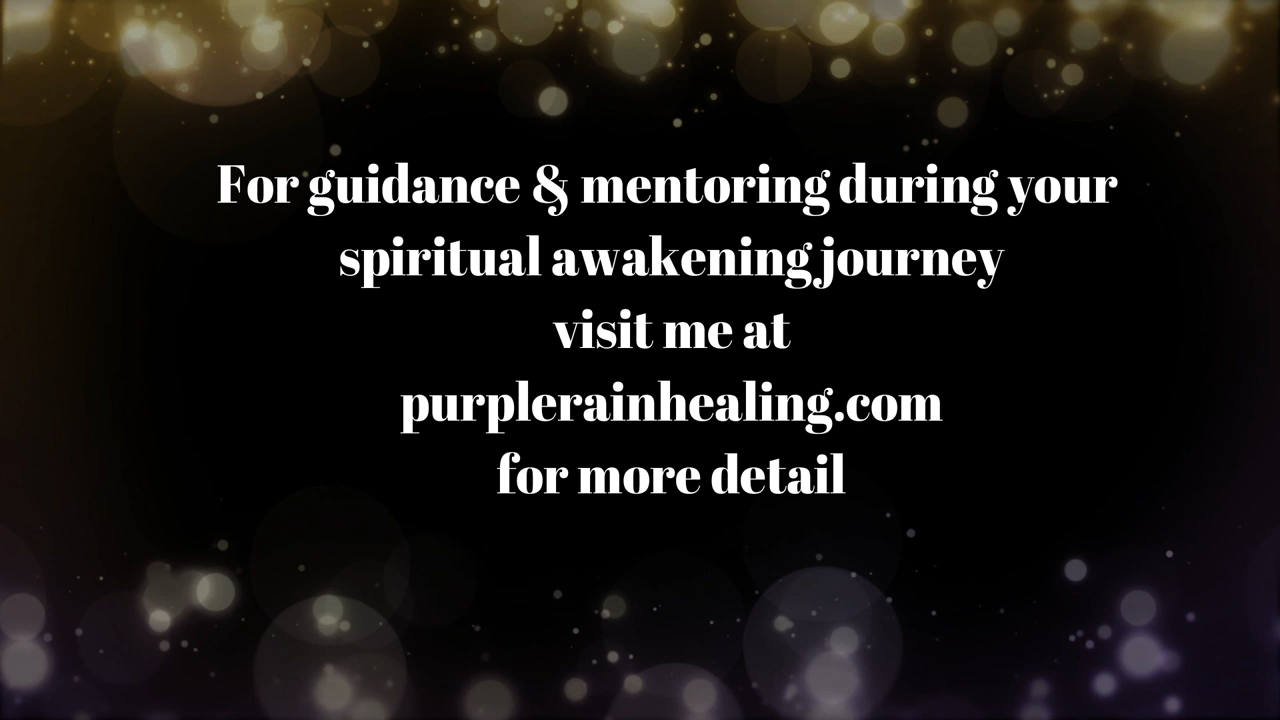 For guidance & mentoring during your
spiritual awakening journey
visit me at
purplerainhealing.com
for more detail